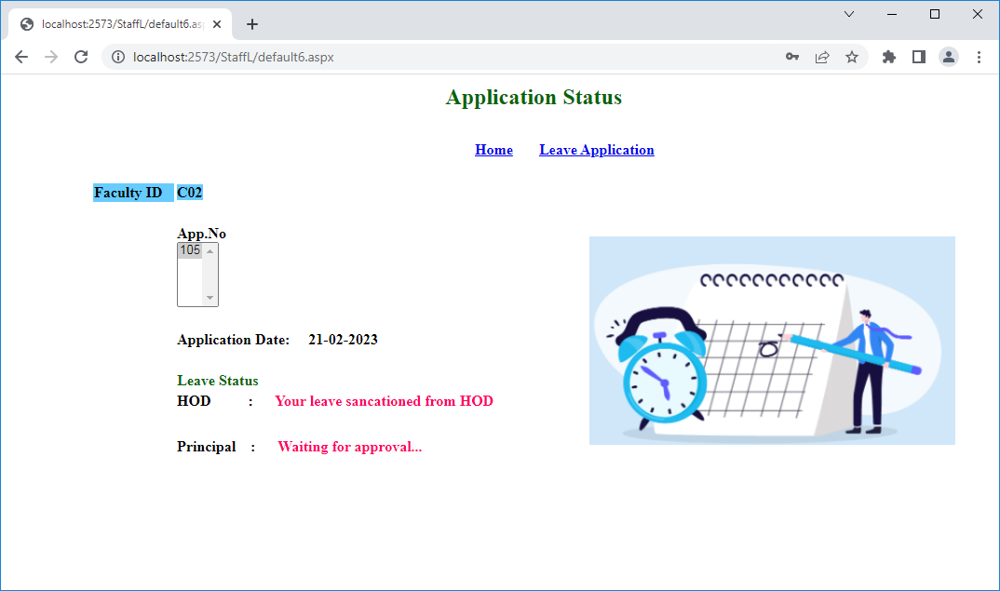 localhost:2573/StaffL/default6.asp
localhost:2573/StaffL/default6.aspx
Application Status
Home Leave Application
Faculty ID C02
App.No
105
Application Date: 21-02-2023
Leave Status
HOD : Your leave sancationed from HOD
Principal : Waiting for approval...